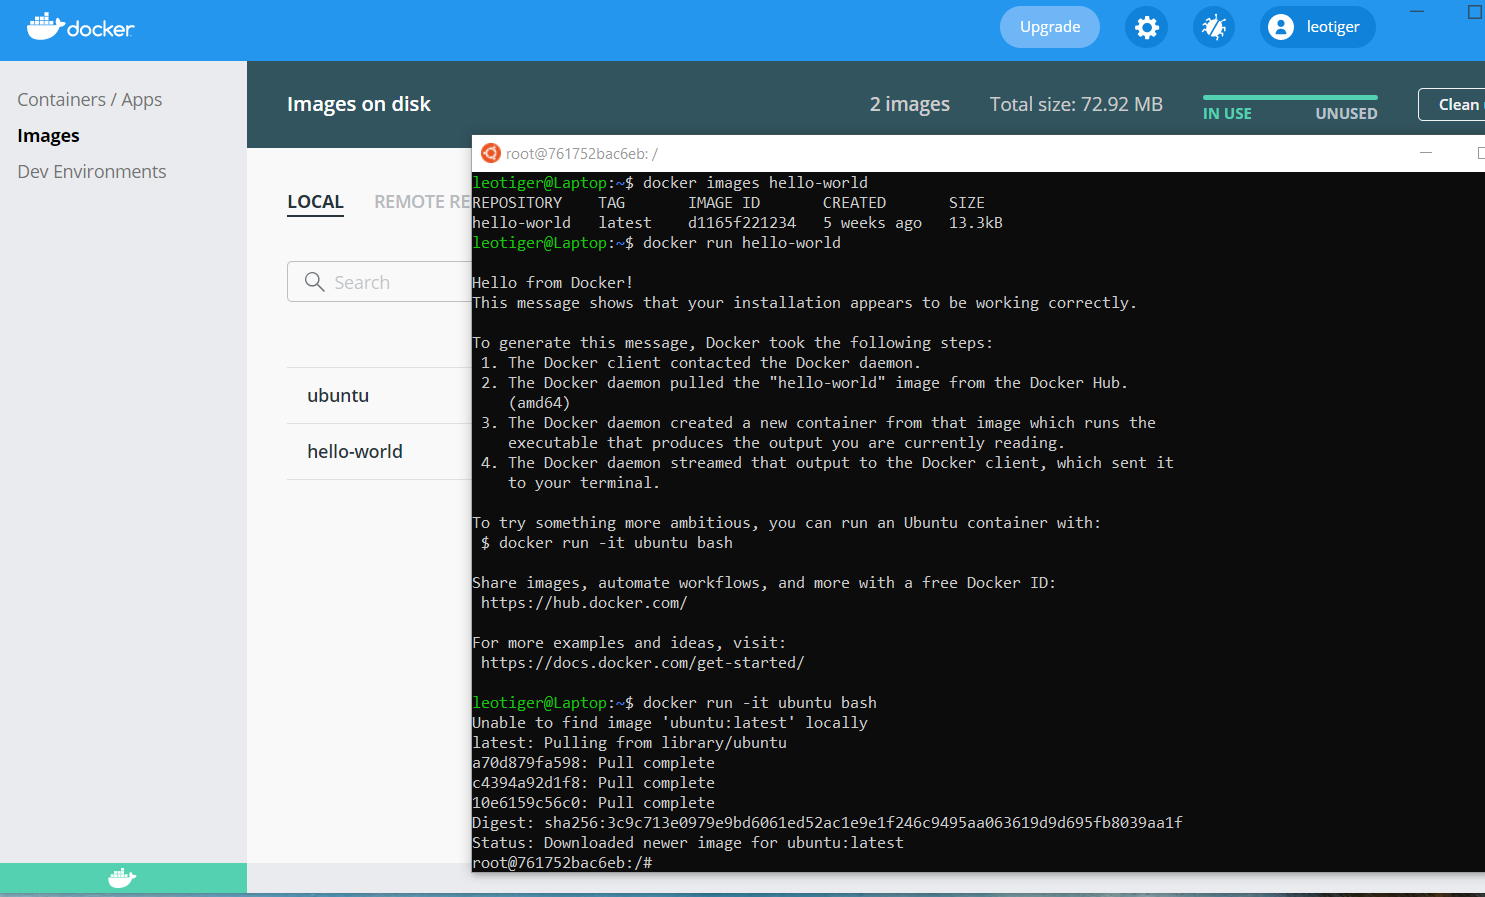 docker
Upgrade
leotiger
Containers / Apps
Images
Dev Environments
Images on disk
2 images
Total size: 72.92 MB
IN USE
UNUSED
Clean
LOCAL
REMOTE RE
Search
ubuntu
hello-world
root@761752bac6eb: /
leotiger@Laptop:~$ docker images hello-world
REPOSITORY    TAG       IMAGE ID       CREATED       SIZE
hello-world   latest    d1165f221234   5 weeks ago   13.3kB
leotiger@Laptop:~$ docker run hello-world
Hello from Docker!
This message shows that your installation appears to be working correctly.
To generate this message, Docker took the following steps:
1. The Docker client contacted the Docker daemon.
2. The Docker daemon pulled the "hello-world" image from the Docker Hub.
(amd64)
3. The Docker daemon created a new container from that image which runs the
executable that produces the output you are currently reading.
4. The Docker daemon streamed that output to the Docker client, which sent it
to your terminal.
To try something more ambitious, you can run an Ubuntu container with:
$ docker run -it ubuntu bash
Share images, automate workflows, and more with a free Docker ID:
https://hub.docker.com/
For more examples and ideas, visit:
https://docs.docker.com/get-started/
leotiger@Laptop:~$ docker run -it ubuntu bash
Unable to find image 'ubuntu:latest' locally
latest: Pulling from library/ubuntu
a70d879fa598: Pull complete
c4394a92d1f8: Pull complete
10e6159c56c0: Pull complete
Digest: sha256:3c9c713e0979e9bd6061ed52ac1e9e1f246c9495aa063619d9d695fb8039aa1f
Status: Downloaded newer image for ubuntu:latest
root@761752bac6eb:/#